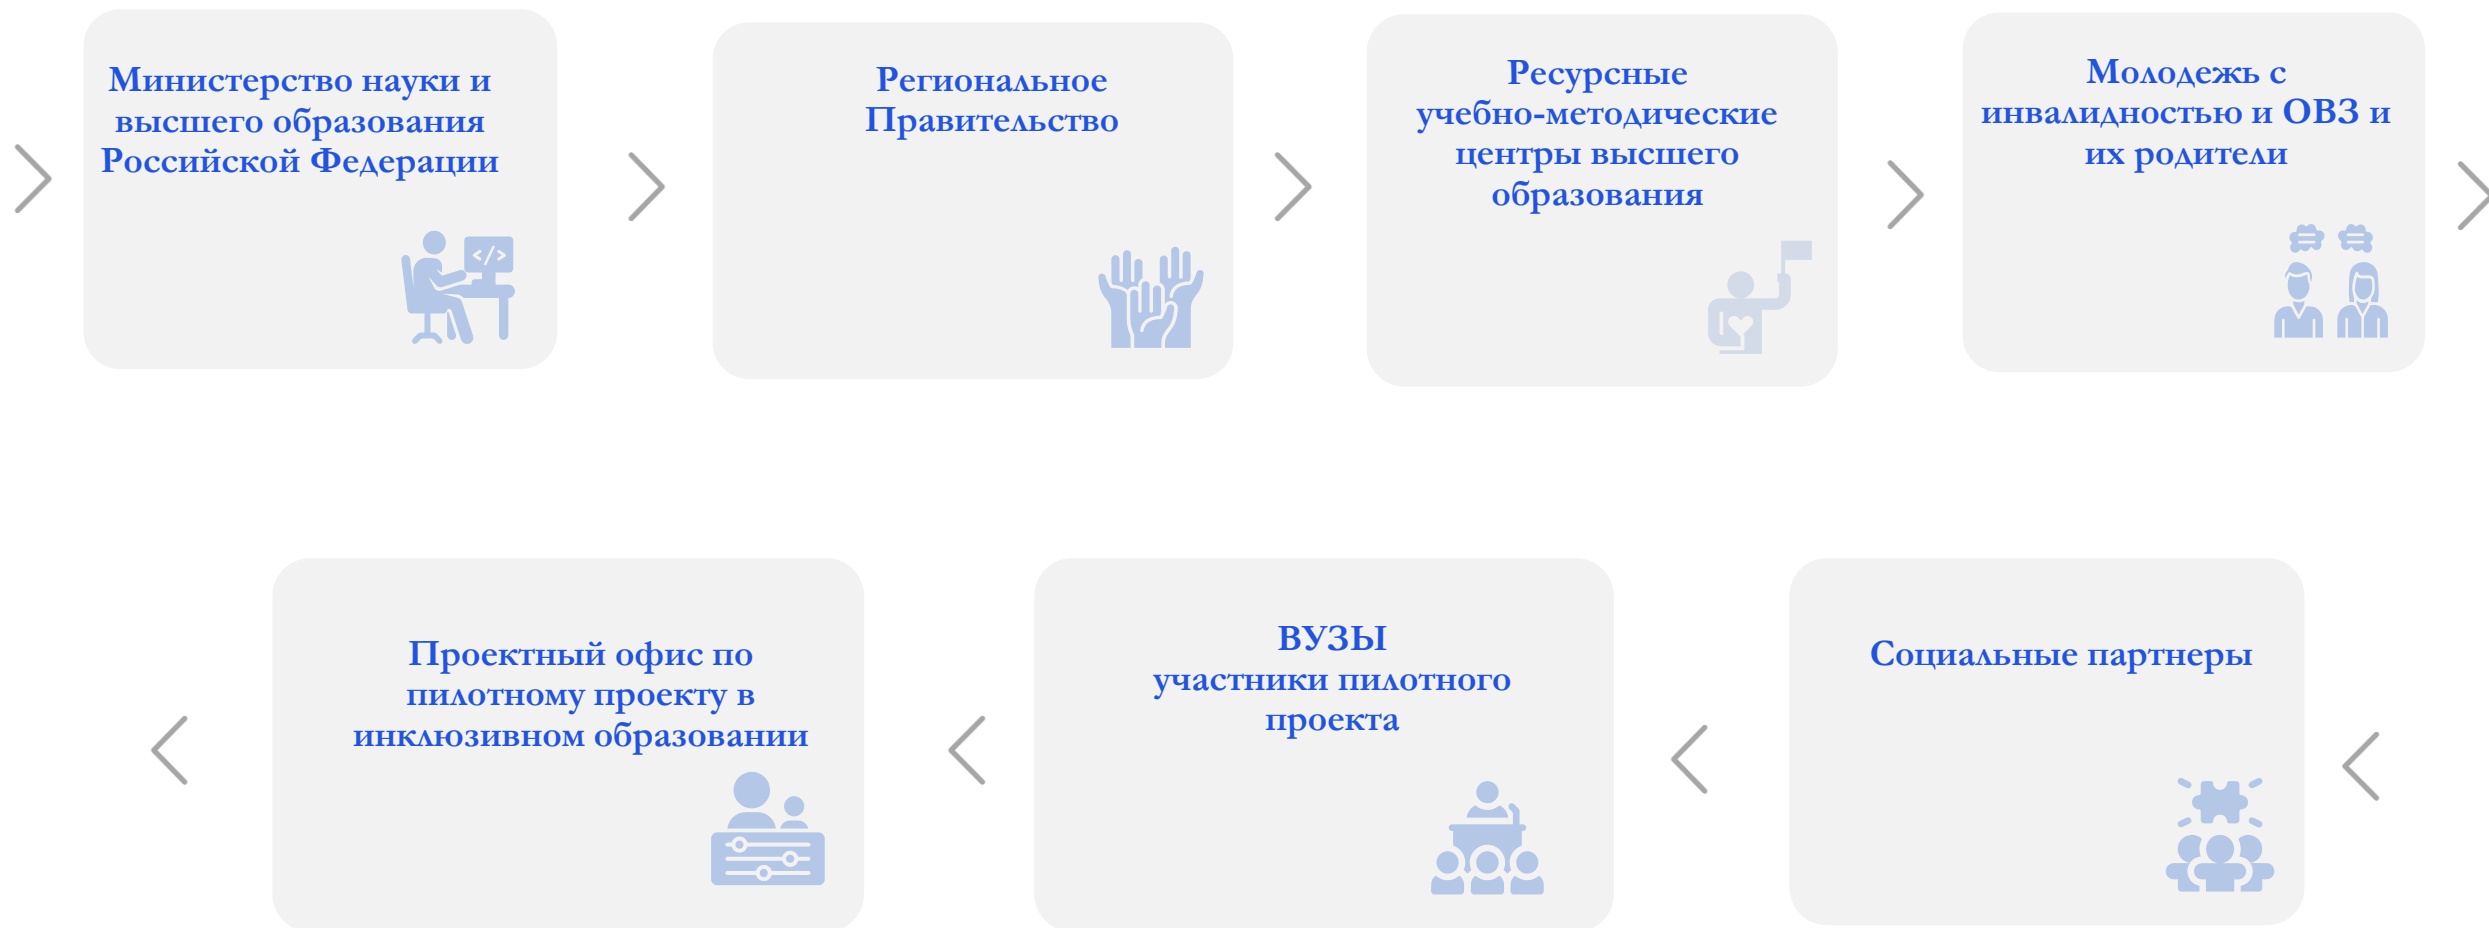 Министерство науки и
высшего образования
Российской Федерации
Региональное
Правительство
Ресурсные
учебно-методические
центры высшего
образования
Молодежь с
инвалидностью и ОВЗ и
их родители
Проектный офис по
пилотному проекту в
инклюзивном образовании
ВУЗЫ
участники пилотного
проекта
Социальные партнеры